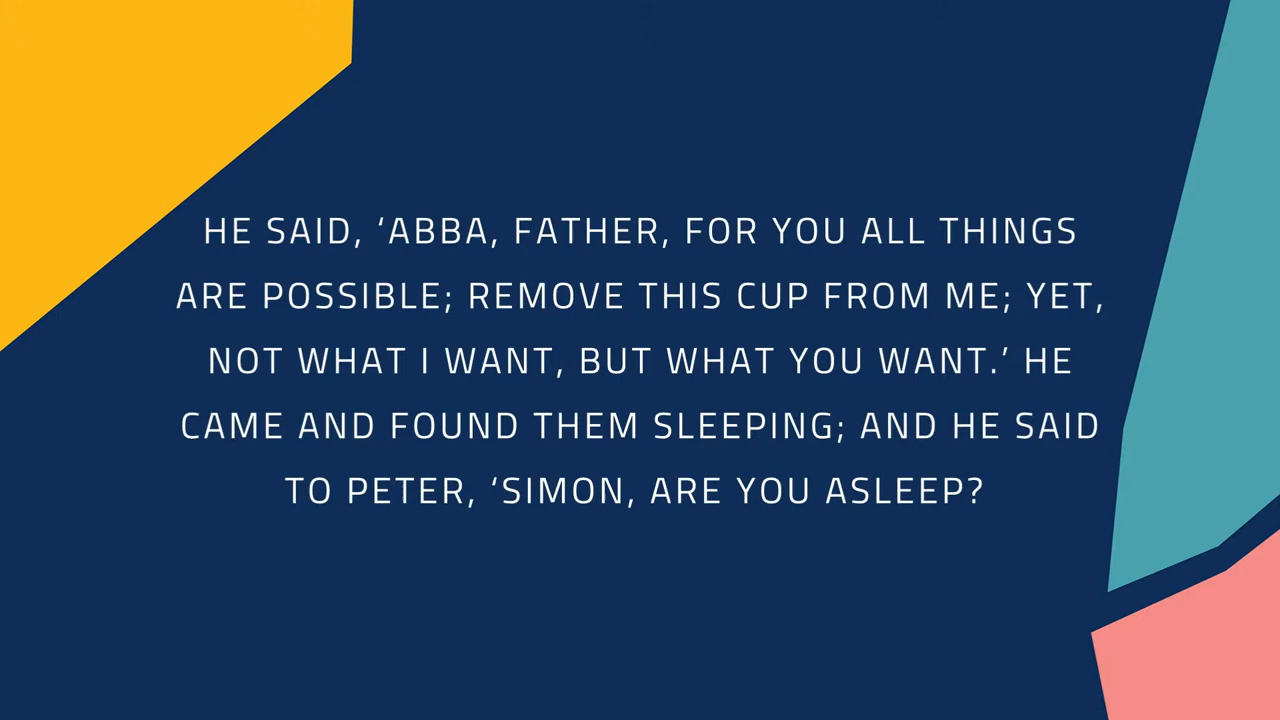 HE SAID, ‘ABBA, FATHER, FOR YOU ALL THINGS
ARE POSSIBLE; REMOVE THIS CUP FROM ME; YET,
NOT WHAT I WANT, BUT WHAT YOU WANT.’ HE
CAME AND FOUND THEM SLEEPING; AND HE SAID
TO PETER, ‘SIMON, ARE YOU ASLEEP?